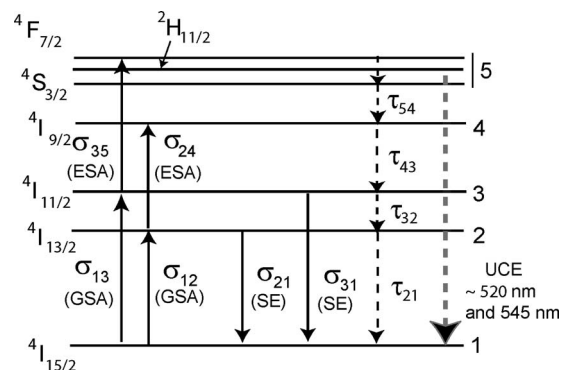 ⁴F₇/₂
²H₁₁/₂
⁴S₃/₂
5
τ₅₄
⁴I₉/₂
σ₃₅
(ESA)
σ₂₄
(ESA)
4
τ₄₃
⁴I₁₁/₂
3
τ₃₂
⁴I₁₃/₂
2
σ₁₃
(GSA)
σ₁₂
(GSA)
σ₂₁
(SE)
σ₃₁
(SE)
τ₂₁
UCE
~ 520 nm
and 545 nm
⁴I₁₅/₂
1